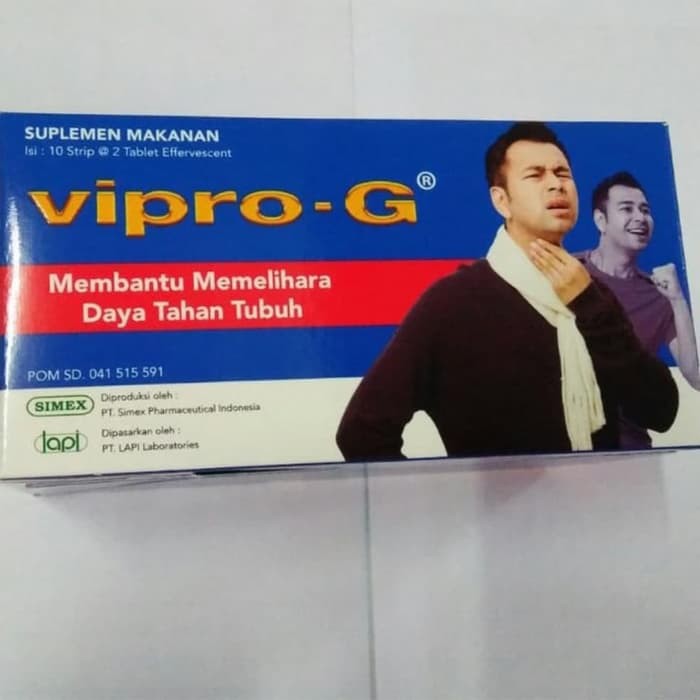 SUPLEMEN MAKANAN
Isi : 10 Strip @ 2 Tablet Effervescent
vipro-G®
Membantu Memelihara
Daya Tahan Tubuh
POM SD. 041 515 591
SIMEX
Diproduksi oleh :
PT. Simex Pharmaceutical Indonesia
lapi
Dipasarkan oleh :
PT. LAPI Laboratories